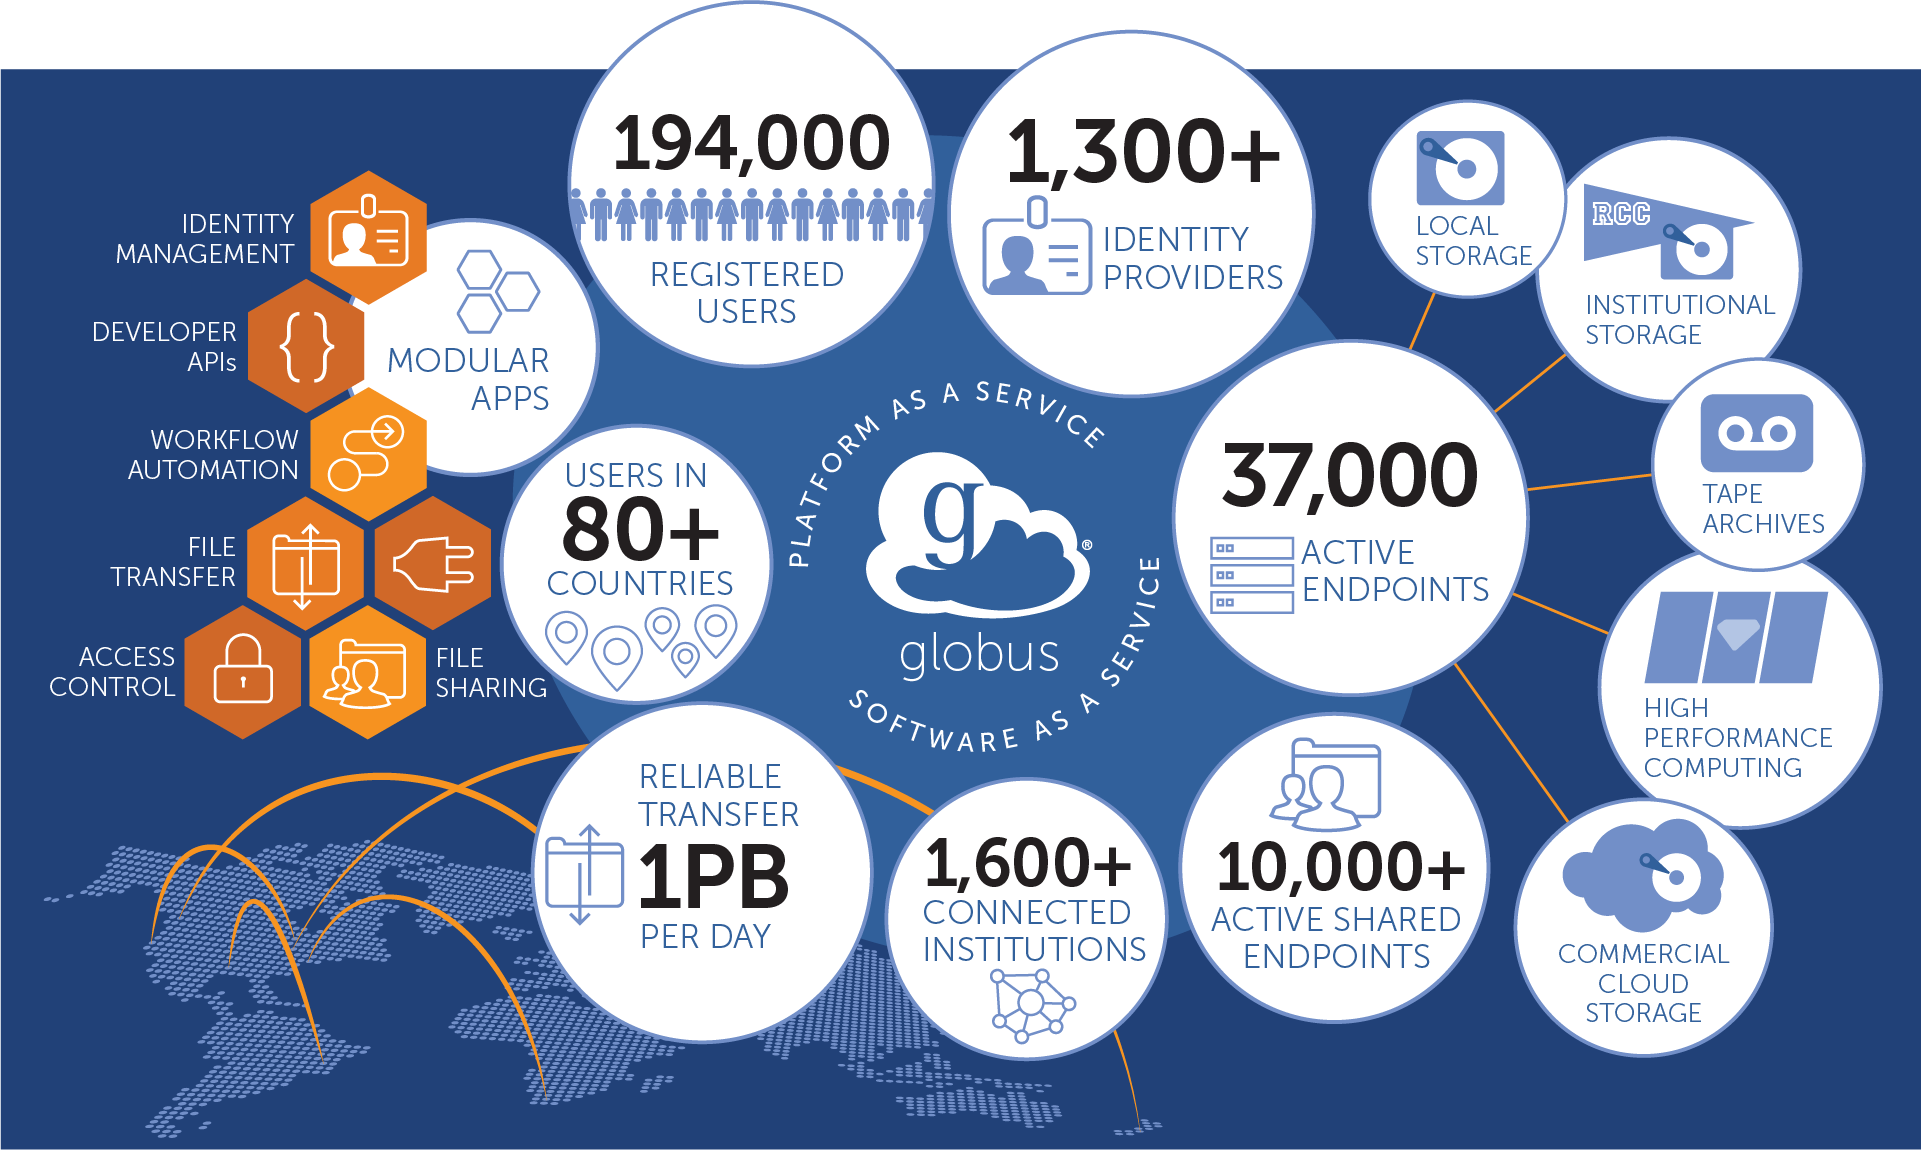 194,000
REGISTERED
USERS
1,300+
IDENTITY
PROVIDERS
LOCAL
STORAGE
RCC
INSTITUTIONAL
STORAGE
TAPE
ARCHIVES
HIGH
PERFORMANCE
COMPUTING
COMMERCIAL
CLOUD
STORAGE
37,000
ACTIVE
ENDPOINTS
10,000+
ACTIVE SHARED
ENDPOINTS
1,600+
CONNECTED
INSTITUTIONS
RELIABLE
TRANSFER
1PB
PER DAY
USERS IN
80+
COUNTRIES
MODULAR
APPS
IDENTITY
MANAGEMENT
DEVELOPER
APIs
{}
WORKFLOW
AUTOMATION
FILE
TRANSFER
ACCESS
CONTROL
FILE
SHARING
PLATFORM AS A SERVICE
g
®
globus
SOFTWARE AS A SERVICE